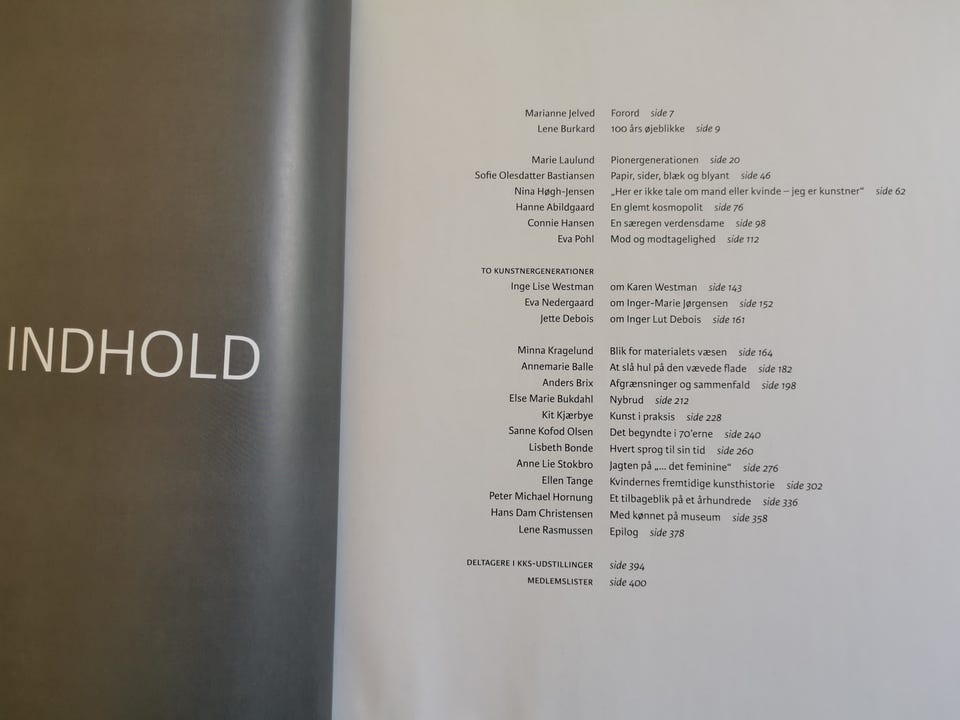 INDHOLD
Marianne Jelved Forord side 7
Lene Burkard 100 års øjeblikke side 9
Marie Laulund Pionergenerationen side 20
Sofie Olesdatter Bastiansen Papir, sider, blæk og blyant side 46
Nina Høgh-Jensen „Her er ikke tale om mand eller kvinde – jeg er kunstner“ side 62
Hanne Abildgaard En glemt kosmopolit side 76
Connie Hansen En særegen verdensdame side 98
Eva Pohl Mod og modtagelighed side 112
TO KUNSTNERGENERATIONER
Inge Lise Westman om Karen Westman side 143
Eva Nedergaard om Inger-Marie Jørgensen side 152
Jette Debois om Inger Lut Debois side 161
Minna Kragelund Blik for materialets væsen side 164
Annemarie Balle At slå hul på den vævede flade side 182
Anders Brix Afgrænsninger og sammenfald side 198
Else Marie Bukdahl Nybrud side 212
Kit Kjærbye Kunst i praksis side 228
Sanne Kofod Olsen Det begyndte i 70'erne side 240
Lisbeth Bonde Hvert sprog til sin tid side 260
Anne Lie Stokbro Jagten på „... det feminine“ side 276
Ellen Tange Kvindernes fremtidige kunsthistorie side 302
Peter Michael Hornung Et tilbageblik på et århundrede side 336
Hans Dam Christensen Med kønnet på museum side 358
Lene Rasmussen Epilog side 378
DELTAGERE I KKS-UDSTILLINGER side 394
MEDLEMSLISTER side 400